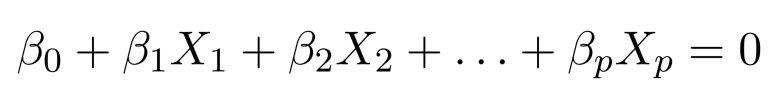 β₀ + β₁X₁ + β₂X₂ + … + βₚXₚ = 0